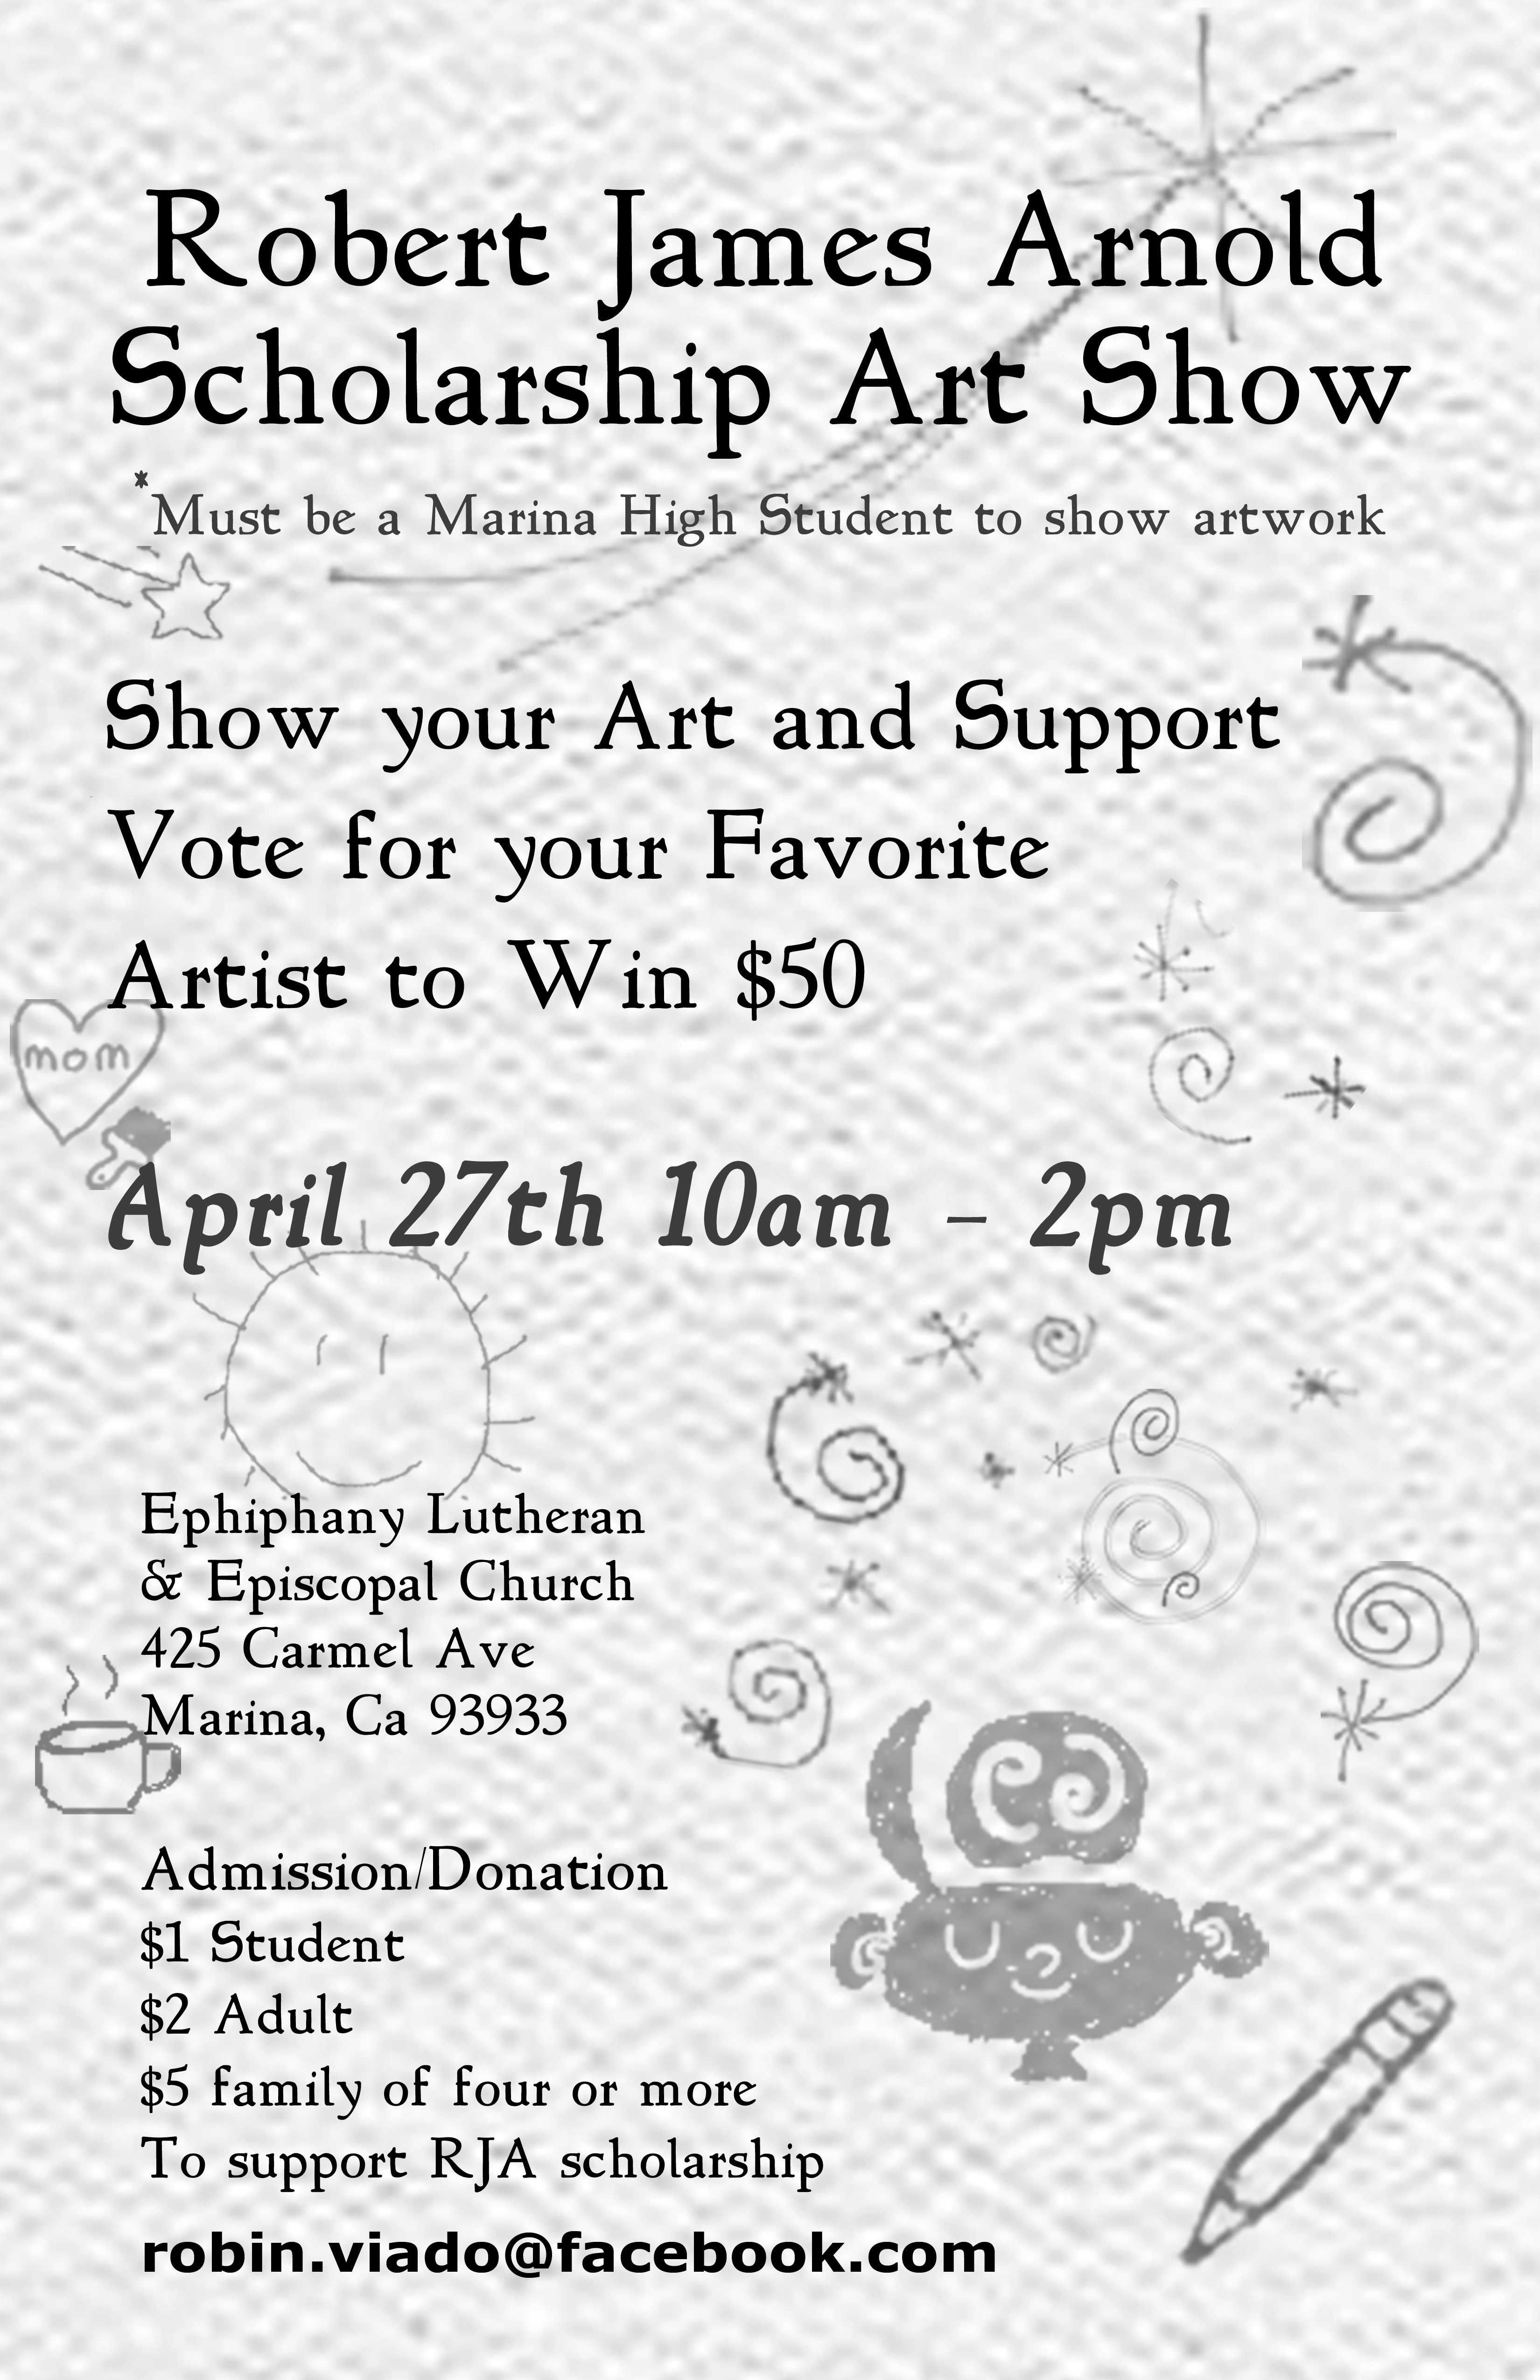 Robert James Arnold
Scholarship Art Show
*Must be a Marina High Student to show artwork
Show your Art and Support
Vote for your Favorite
Artist to Win $50
mom
April 27th 10am – 2pm
Ephiphany Lutheran
& Episcopal Church
425 Carmel Ave
Marina, Ca 93933
Admission/Donation
$1 Student
$2 Adult
$5 family of four or more
To support RJA scholarship
robin.viado@facebook.com